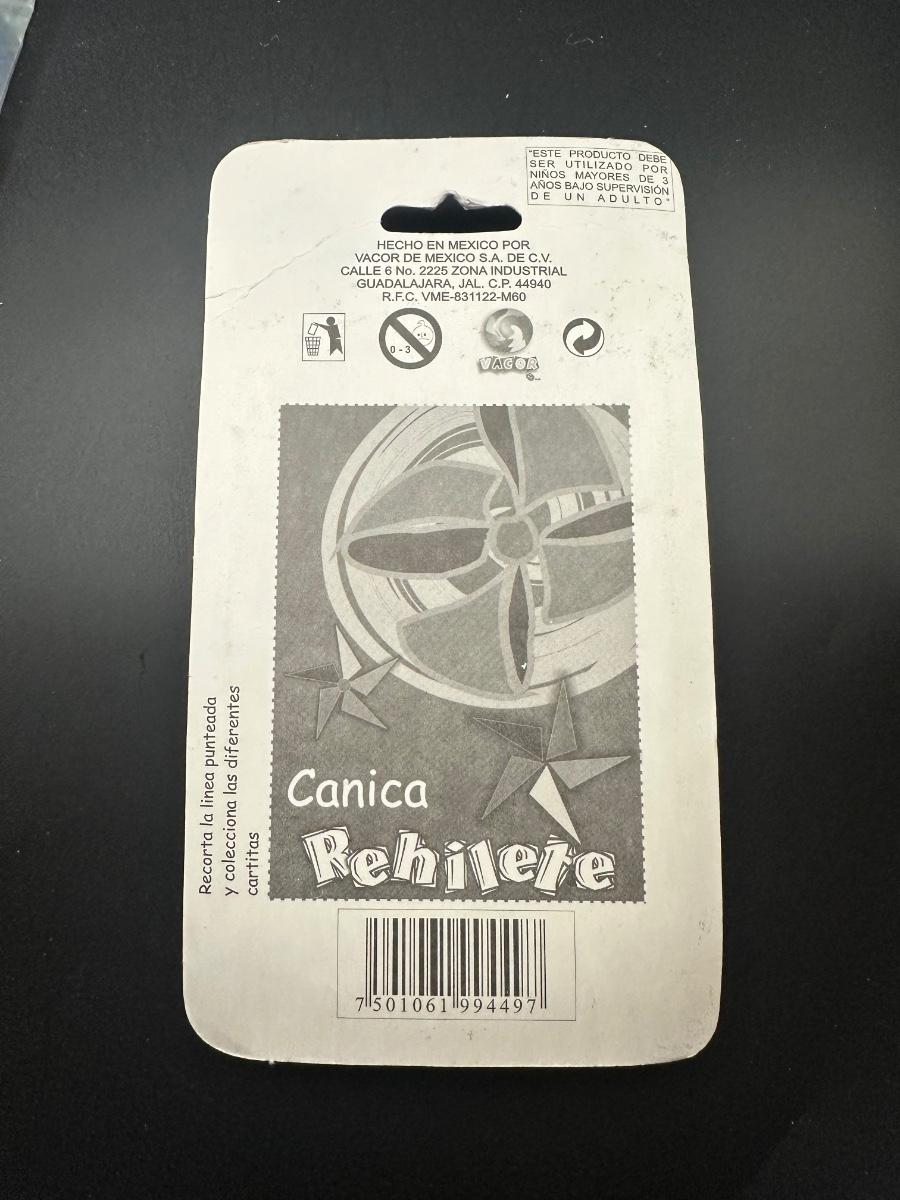 "ESTE PRODUCTO DEBE
SER UTILIZADO POR
NIÑOS MAYORES DE 3
AÑOS BAJO SUPERVISIÓN
DE UN ADULTO"
HECHO EN MEXICO POR
VACOR DE MEXICO S.A. DE C.V.
CALLE 6 No. 2225 ZONA INDUSTRIAL
GUADALAJARA, JAL. C.P. 44940
R.F.C. VME-831122-M60
0-3
VACOR
Recorta la linea punteada
y colecciona las diferentes
cartitas
Canica
Rehilete
7 501061 994497